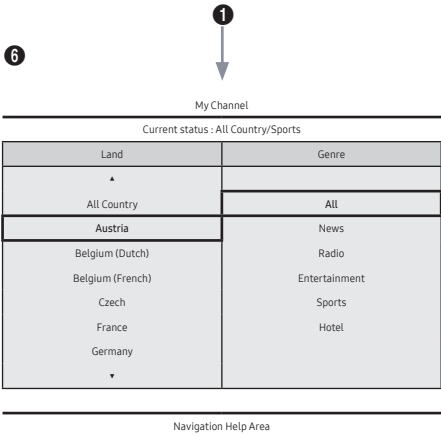 ❶
❻
My Channel
Current status : All Country/Sports
Land Genre
▲
All Country All
Austria News
Belgium (Dutch) Radio
Belgium (French) Entertainment
Czech Sports
France Hotel
Germany
▼
Navigation Help Area